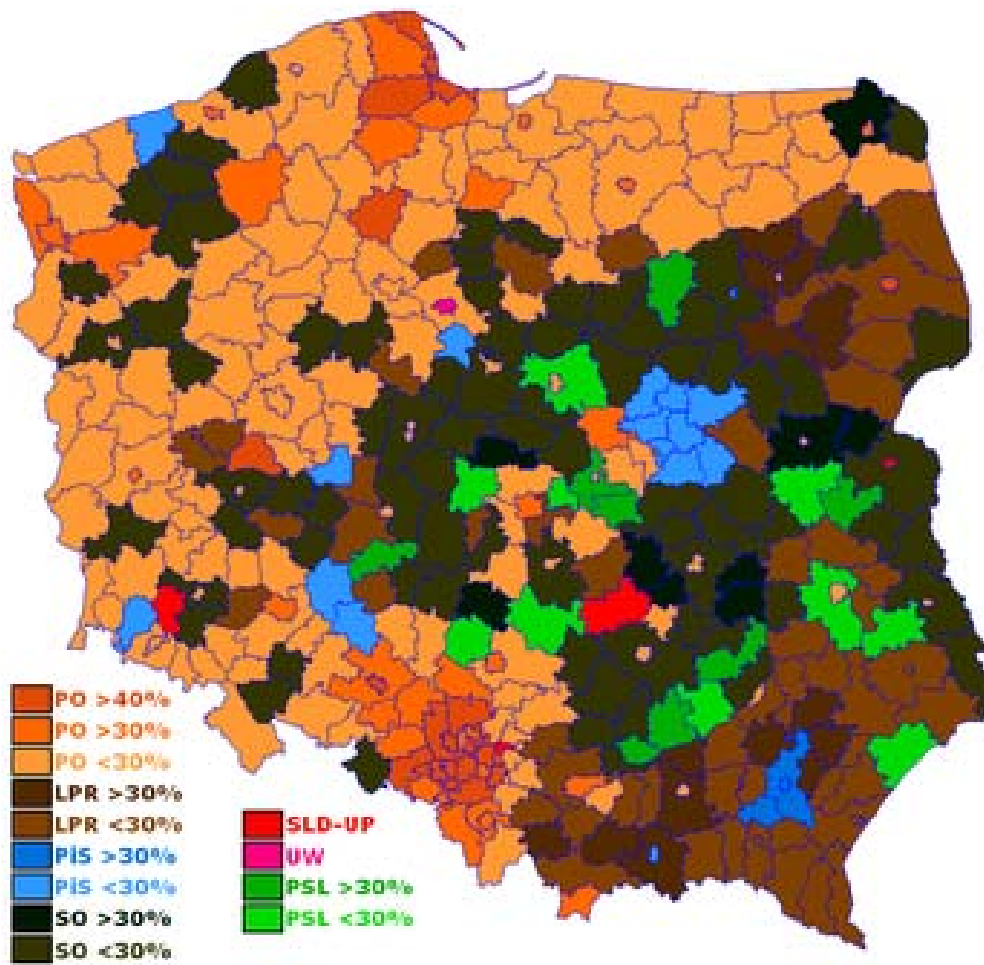 PO >40%
PO >30%
PO <30%
LPR >30%
LPR <30%
PiS >30%
PiS <30%
SO >30%
SO <30%
SLD-UP
UW
PSL >30%
PSL <30%